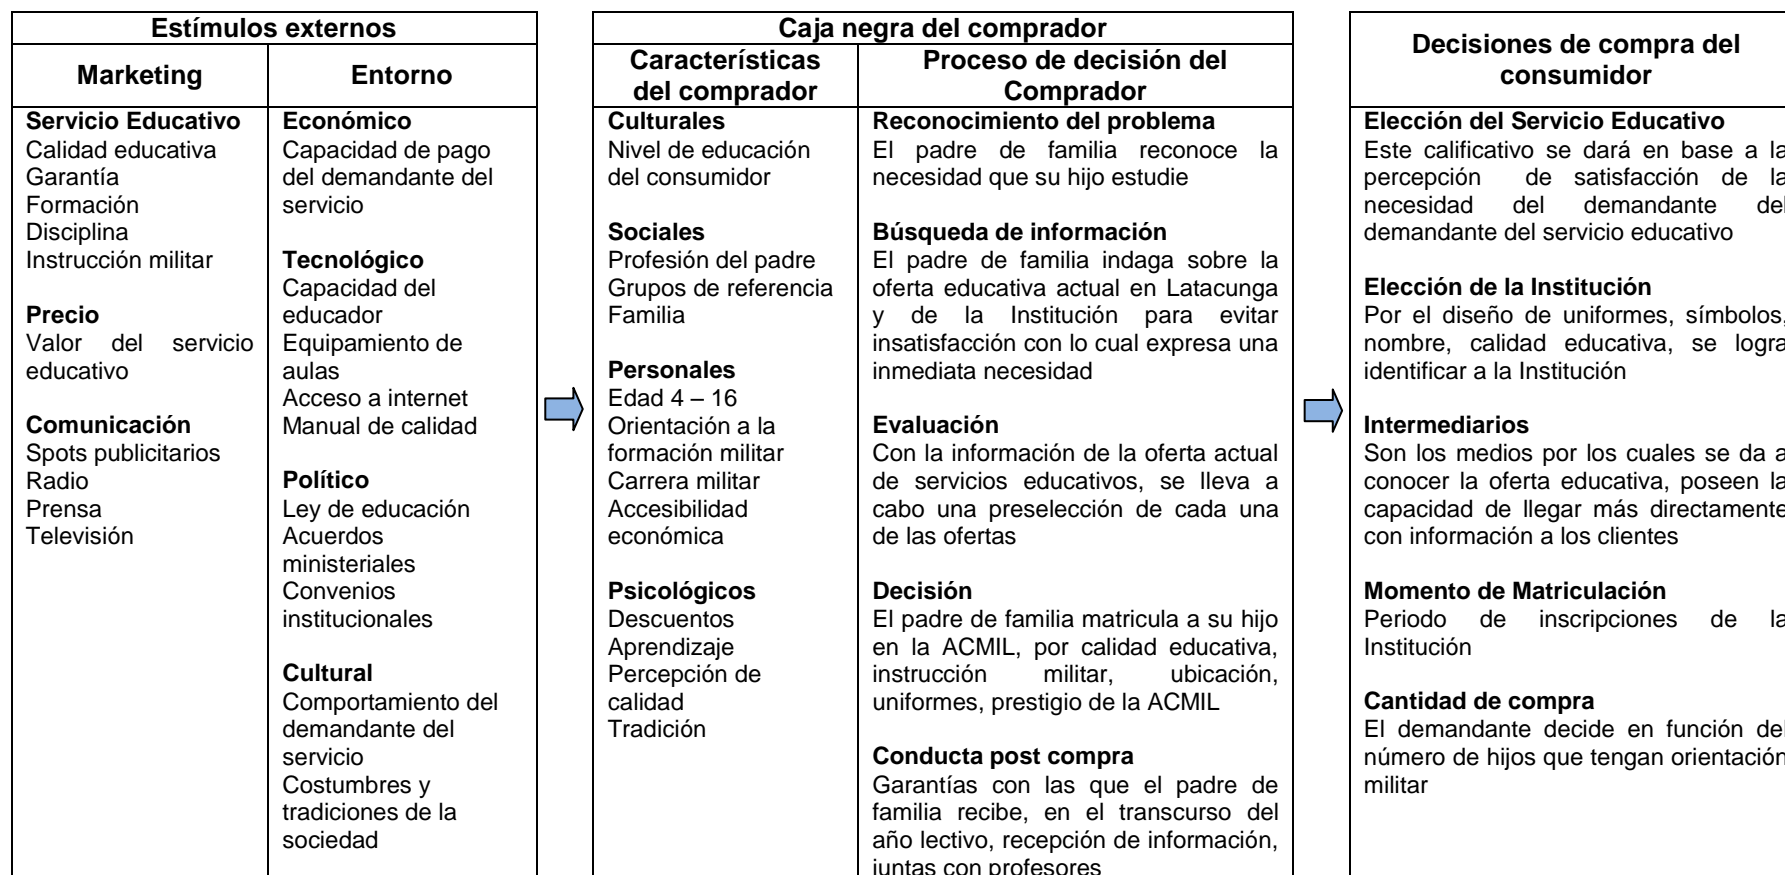 Estímulos externos
Marketing
Entorno
Servicio Educativo
Calidad educativa
Garantía
Formación
Disciplina
Instrucción militar
Precio
Valor del servicio
educativo
Comunicación
Spots publicitarios
Radio
Prensa
Televisión
Económico
Capacidad de pago
del demandante del
servicio
Tecnológico
Capacidad del
educador
Equipamiento de
aulas
Acceso a internet
Manual de calidad
Político
Ley de educación
Acuerdos
ministeriales
Convenios
institucionales
Cultural
Comportamiento del
demandante del
servicio
Costumbres y
tradiciones de la
sociedad
Caja negra del comprador
Características
del comprador
Proceso de decisión del
Comprador
Culturales
Nivel de educación
del consumidor
Sociales
Profesión del padre
Grupos de referencia
Familia
Personales
Edad 4 – 16
Orientación a la
formación militar
Carrera militar
Accesibilidad
económica
Psicológicos
Descuentos
Aprendizaje
Percepción de
calidad
Tradición
Reconocimiento del problema
El padre de familia reconoce la
necesidad que su hijo estudie
Búsqueda de información
El padre de familia indaga sobre la
oferta educativa actual en Latacunga
y de la Institución para evitar
insatisfacción con lo cual expresa una
inmediata necesidad
Evaluación
Con la información de la oferta actual
de servicios educativos, se lleva a
cabo una preselección de cada una
de las ofertas
Decisión
El padre de familia matricula a su hijo
en la ACMIL, por calidad educativa,
instrucción militar, ubicación,
uniformes, prestigio de la ACMIL
Conducta post compra
Garantías con las que el padre de
familia recibe, en el transcurso del
año lectivo, recepción de información,
juntas con profesores
Decisiones de compra del
consumidor
Elección del Servicio Educativo
Este calificativo se dará en base a la
percepción de satisfacción de la
necesidad del demandante del
demandante del servicio educativo
Elección de la Institución
Por el diseño de uniformes, símbolos,
nombre, calidad educativa, se logra
identificar a la Institución
Intermediarios
Son los medios por los cuales se da a
conocer la oferta educativa, poseen la
capacidad de llegar más directamente
con información a los clientes
Momento de Matriculación
Periodo de inscripciones de la
Institución
Cantidad de compra
El demandante decide en función del
número de hijos que tengan orientación
militar